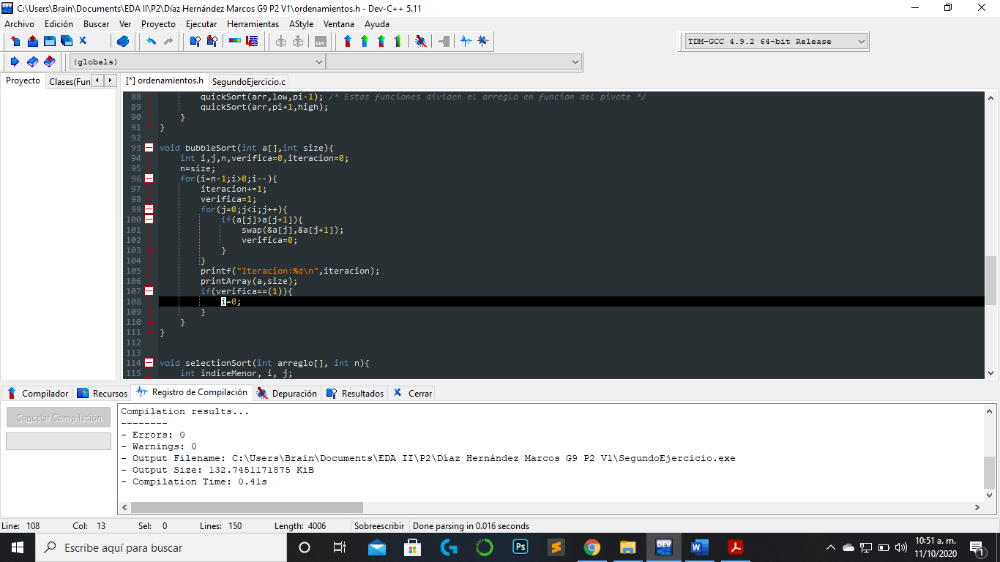 C:\Users\Brain\Documents\EDA II\P2\Díaz Hernández Marcos G9 P2 V1\ordenamientos.h - Dev-C++ 5.11
Archivo Edición Buscar Ver Proyecto Ejecutar Herramientas AStyle Ventana Ayuda
TDM-GCC 4.9.2 64-bit Release
(globals)
Proyecto Clases(Fun [*] ordenamientos.h SegundoEjercicio.c
88 quickSort(arr,low,pi-1); /* Estas funciones dividen el arreglo en funcion del pivote */
89 quickSort(arr,pi+1,high);
90 }
91 }
92
93 void bubbleSort(int a[],int size){
94 int i,j,n,verifica=0,iteracion=0;
95 n=size;
96 for(i=n-1;i>0;i--){
97 iteracion+=1;
98 verifica=1;
99 for(j=0;j<i;j++){
100 if(a[j]>a[j+1]){
101 swap(&a[j],&a[j+1]);
102 verifica=0;
103 }
104 }
105 printf("Iteracion:%d\n",iteracion);
106 printArray(a,size);
107 if(verifica==(1)){
108 i=0;
109 }
110 }
111 }
112
113
114 void selectionSort(int arreglo[], int n){
115 int indiceMenor, i, j;
Compilador Recursos Registro de Compilación Depuración Resultados Cerrar
Cancelar Compilación
Compilation results...
--------
- Errors: 0
- Warnings: 0
- Output Filename: C:\Users\Brain\Documents\EDA II\P2\Díaz Hernández Marcos G9 P2 V1\SegundoEjercicio.exe
- Output Size: 132.7451171875 KiB
- Compilation Time: 0.41s
Line: 108 Col: 13 Sel: 0 Lines: 150 Length: 4006 Sobreescribir Done parsing in 0.016 seconds
Escribe aquí para buscar
Ps
DEV
W
10:51 a. m.
11/10/2020
1